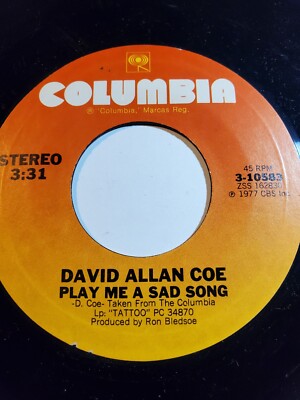 COLUMBIA
℗ "Columbia," Marcas Reg.
STEREO
3:31
45 RPM
3-10583
ZSS 162830
℗ 1977 CBS Inc.
DAVID ALLAN COE
PLAY ME A SAD SONG
-D. Coe- Taken From The Columbia
Lp: "TATTOO" PC 34870
Produced by Ron Bledsoe